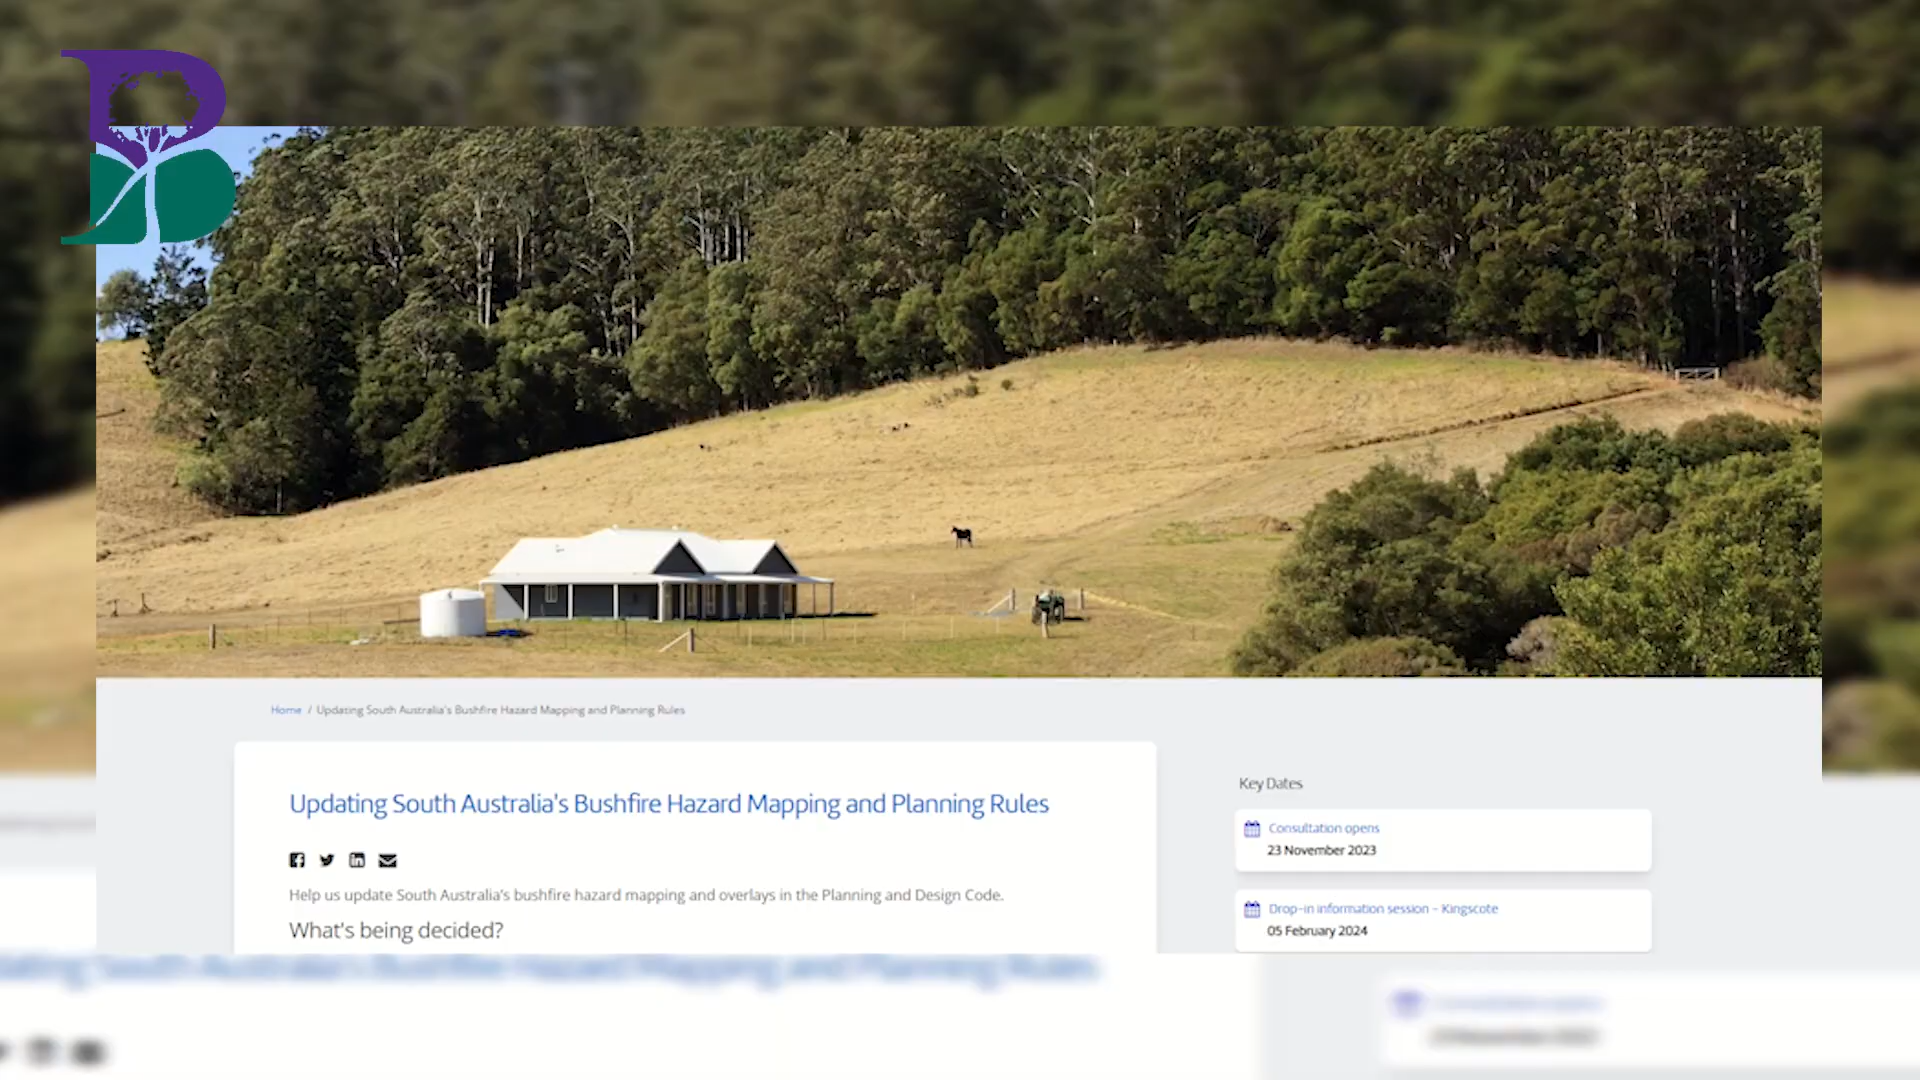 Home / Updating South Australia's Bushfire Hazard Mapping and Planning Rules
Updating South Australia's Bushfire Hazard Mapping and Planning Rules
Help us update South Australia's bushfire hazard mapping and overlays in the Planning and Design Code.
What's being decided?
Key Dates
Consultation opens
23 November 2023
Drop-in information session - Kingscote
05 February 2024